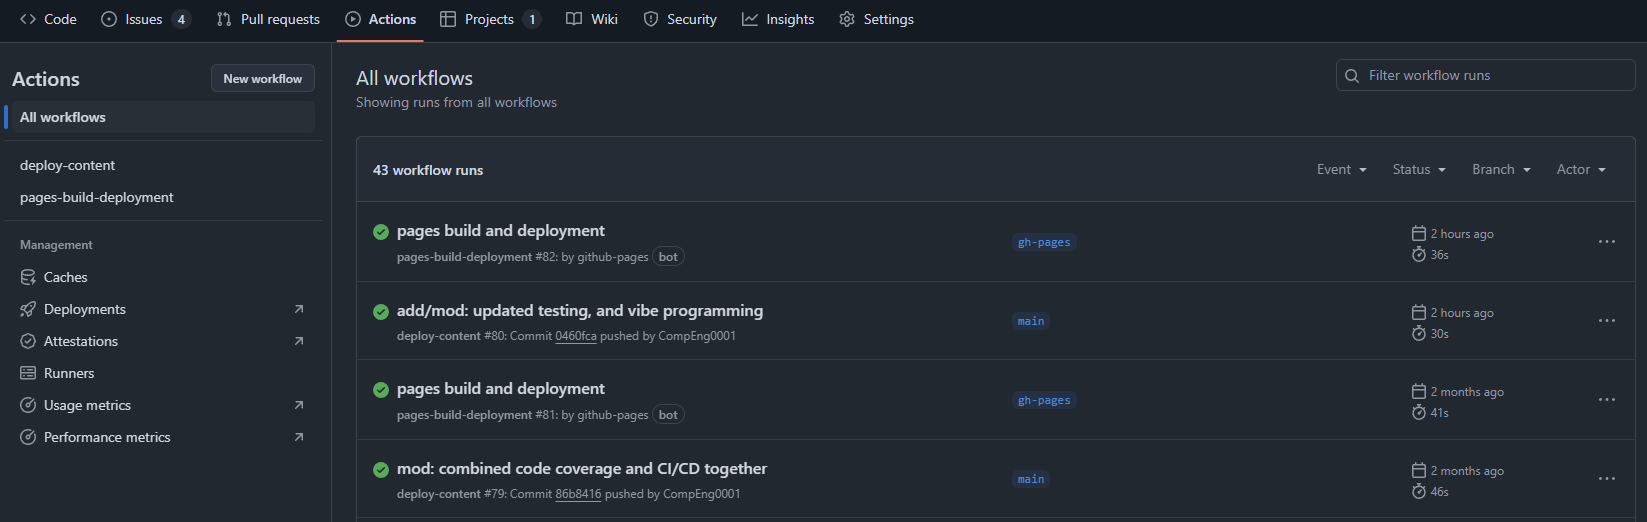 Code Issues 4 Pull requests Actions Projects 1 Wiki Security Insights Settings
Actions New workflow
All workflows
deploy-content
pages-build-deployment
Management
Caches
Deployments
Attestations
Runners
Usage metrics
Performance metrics
All workflows
Showing runs from all workflows
Filter workflow runs
43 workflow runs Event Status Branch Actor
pages build and deployment
pages-build-deployment #82: by github-pages bot
gh-pages
2 hours ago
36s
add/mod: updated testing, and vibe programming
deploy-content #80: Commit 0460fca pushed by CompEng0001
main
2 hours ago
30s
pages build and deployment
pages-build-deployment #81: by github-pages bot
gh-pages
2 months ago
41s
mod: combined code coverage and CI/CD together
deploy-content #79: Commit 86b8416 pushed by CompEng0001
main
2 months ago
46s